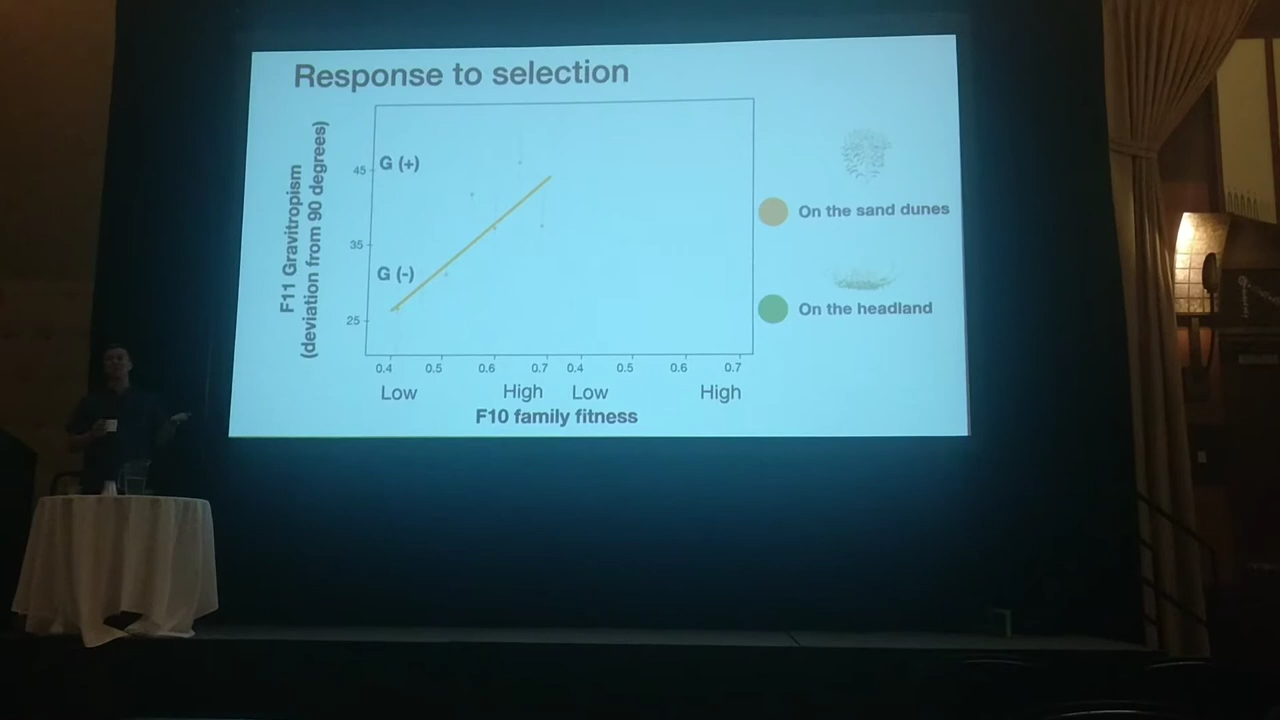 Response to selection
F11 Gravitropism
(deviation from 90 degrees)
45
35
25
G (+)
G (-)
0.4 0.5 0.6 0.7 0.4 0.5 0.6 0.7
Low High Low High
F10 family fitness
On the sand dunes
On the headland